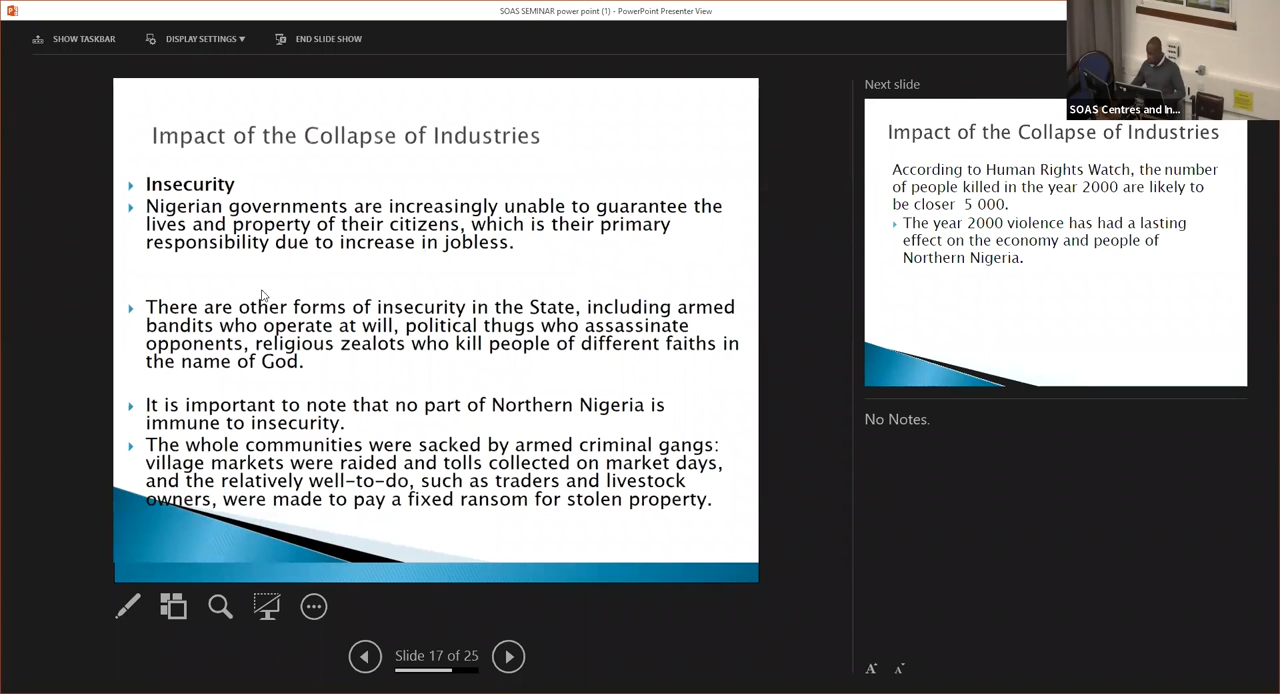 SOAS SEMINAR power point (1) - PowerPoint Presenter View
SHOW TASKBAR
DISPLAY SETTINGS ▼
END SLIDE SHOW
Impact of the Collapse of Industries
Insecurity
Nigerian governments are increasingly unable to guarantee the
lives and property of their citizens, which is their primary
responsibility due to increase in jobless.
There are other forms of insecurity in the State, including armed
bandits who operate at will, political thugs who assassinate
opponents, religious zealots who kill people of different faiths in
the name of God.
It is important to note that no part of Northern Nigeria is
immune to insecurity.
The whole communities were sacked by armed criminal gangs:
village markets were raided and tolls collected on market days,
and the relatively well-to-do, such as traders and livestock
owners, were made to pay a fixed ransom for stolen property.
Slide 17 of 25
Next slide
SOAS Centres and In...
Impact of the Collapse of Industries
According to Human Rights Watch, the number
of people killed in the year 2000 are likely to
be closer 5 000.
The year 2000 violence has had a lasting
effect on the economy and people of
Northern Nigeria.
No Notes.
A A